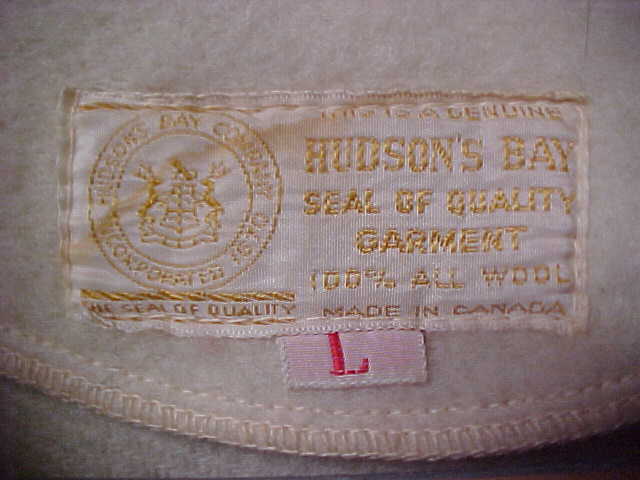 HUDSON'S BAY COMPANY
INCORPORATED 1670
THE SEAL OF QUALITY
THIS IS A GENUINE
HUDSON'S BAY
SEAL OF QUALITY
GARMENT
100% ALL WOOL
MADE IN CANADA
L